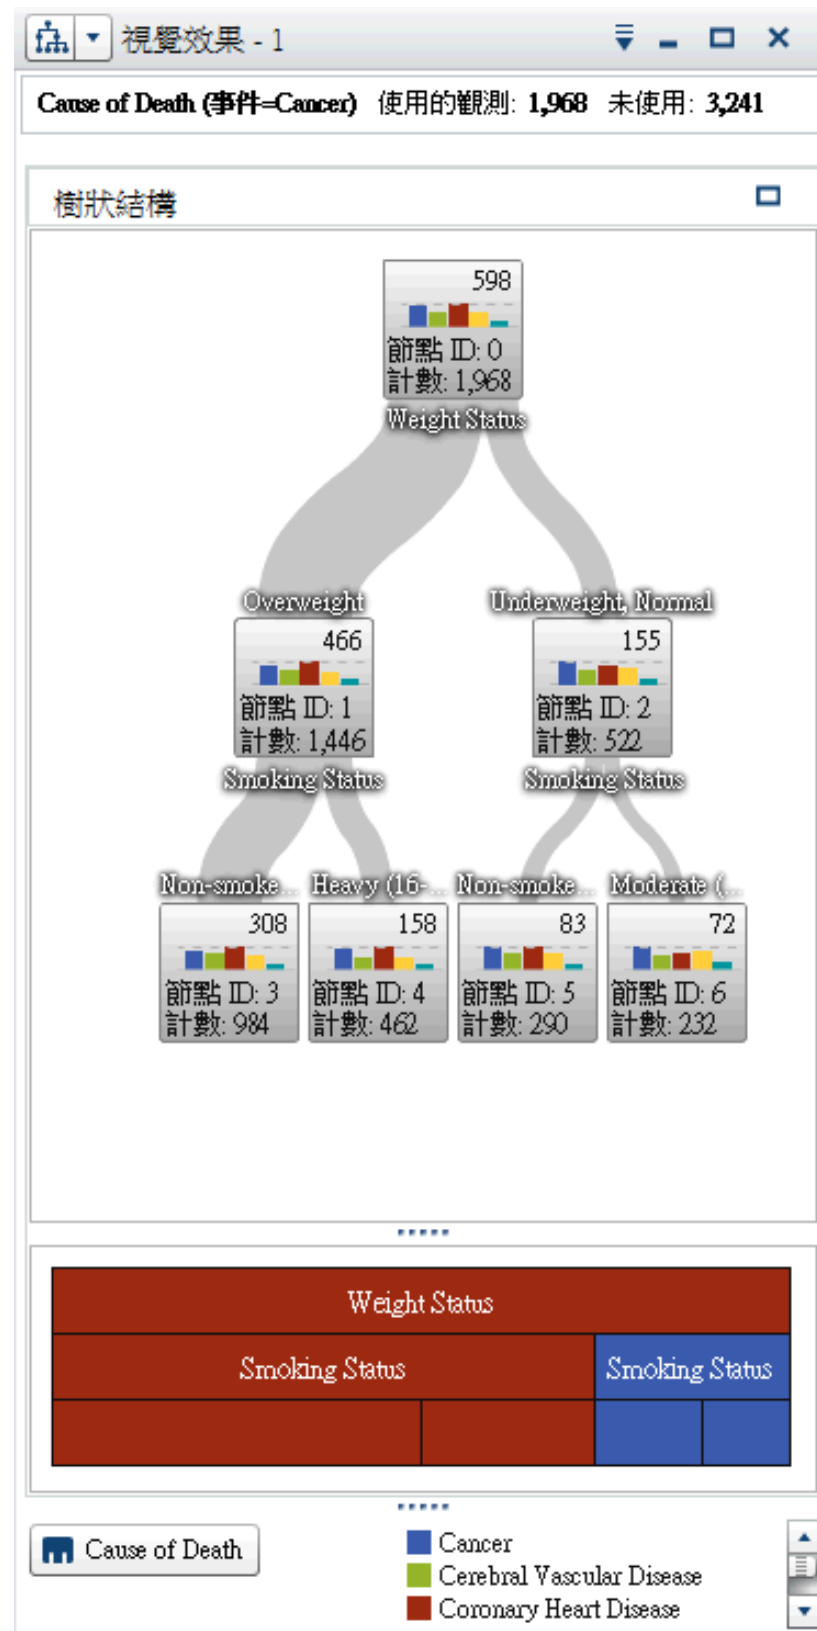 視覺效果 - 1
Cause of Death (事件=Cancer) 使用的觀測: 1,968 未使用: 3,241
樹狀結構
598
節點 ID: 0
計數: 1,968
Weight Status
Overweight
Underweight, Normal
466
節點 ID: 1
計數: 1,446
Smoking Status
155
節點 ID: 2
計數: 522
Smoking Status
Non-smoke...
Heavy (16-...
Non-smoke...
Moderate (...
308
節點 ID: 3
計數: 984
158
節點 ID: 4
計數: 462
83
節點 ID: 5
計數: 290
72
節點 ID: 6
計數: 232
Weight Status
Smoking Status
Smoking Status
Cause of Death
Cancer
Cerebral Vascular Disease
Coronary Heart Disease